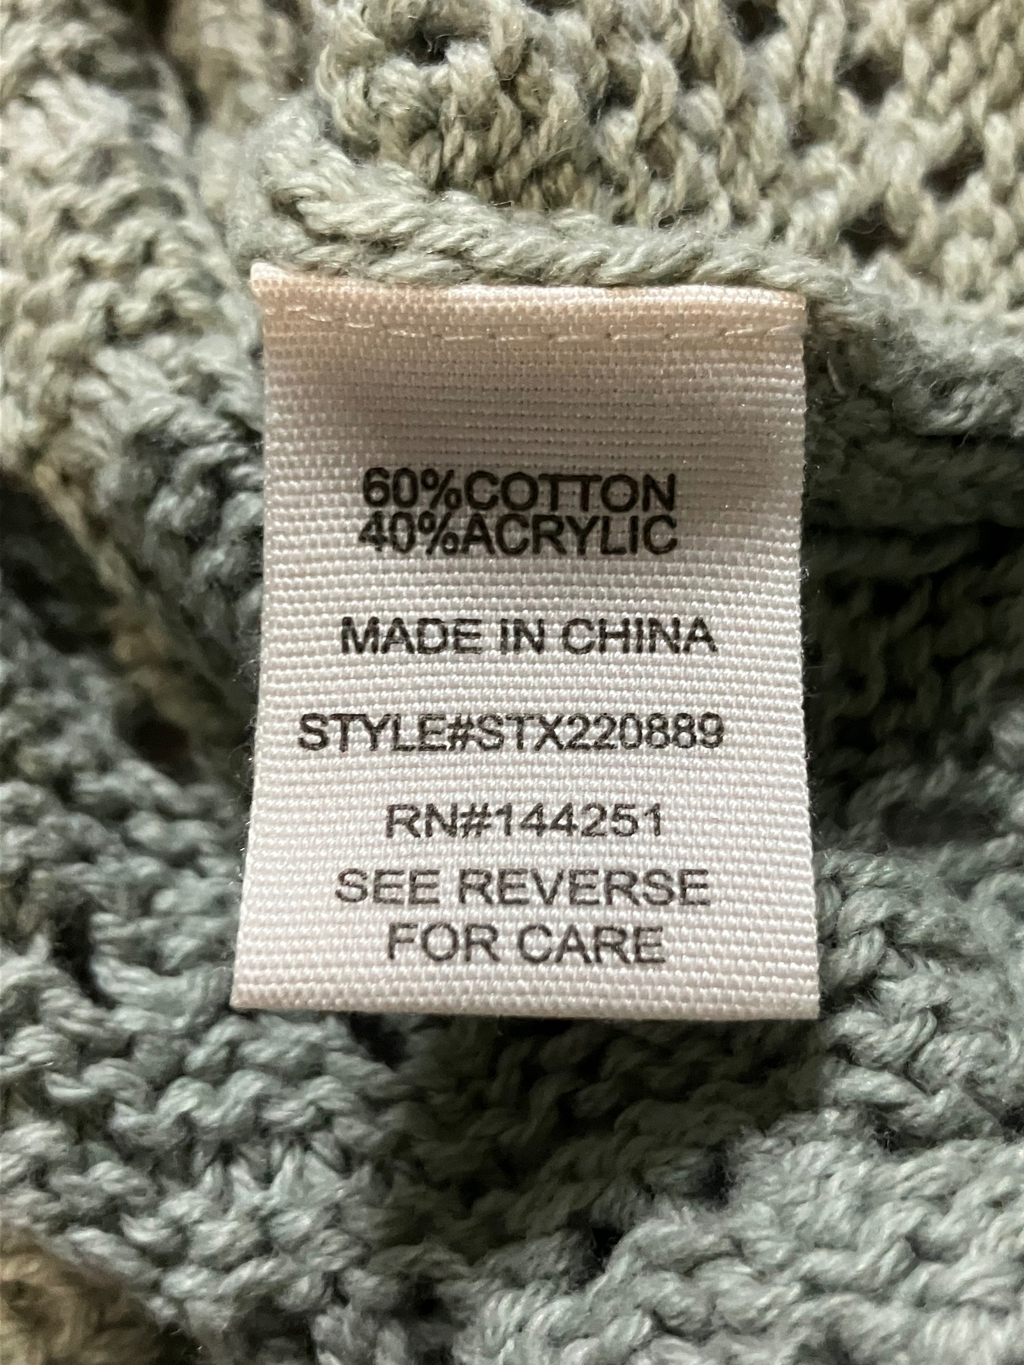 60%COTTON
40%ACRYLIC
MADE IN CHINA
STYLE#STX220889
RN#144251
SEE REVERSE
FOR CARE